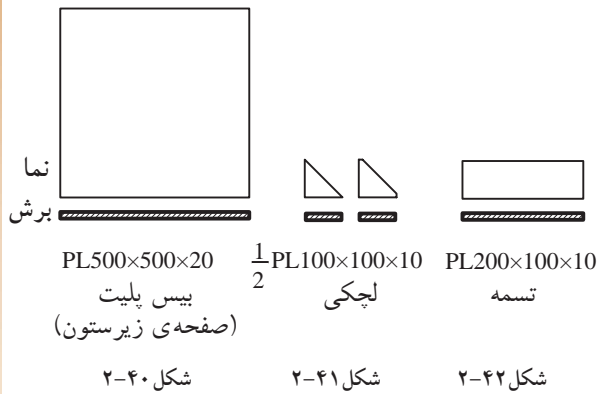 نما
برش
PL500×500×20
بیس پلیت
(صفحه‌ی زیرستون)
شکل ۴۰–۲
1/2 PL100×100×10
لچکی
شکل ۴۱–۲
PL200×100×10
تسمه
شکل ۴۲–۲